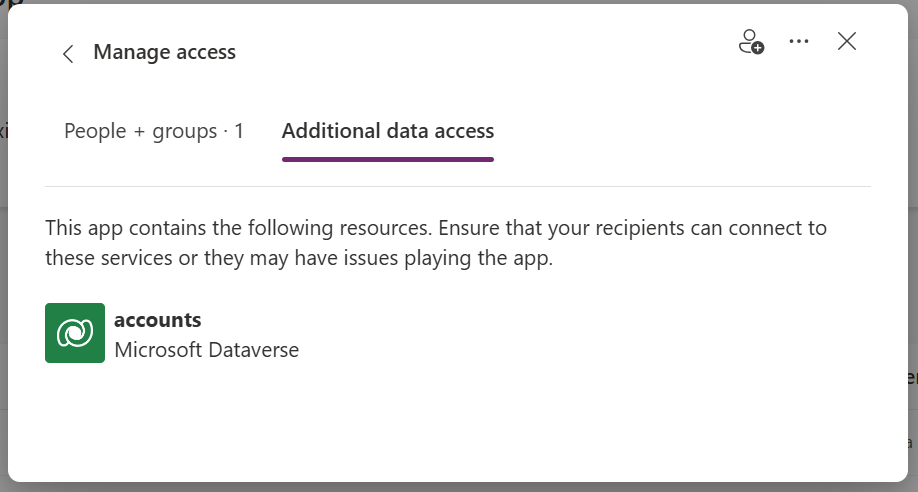 Manage access
People + groups · 1
Additional data access
This app contains the following resources. Ensure that your recipients can connect to
these services or they may have issues playing the app.
accounts
Microsoft Dataverse